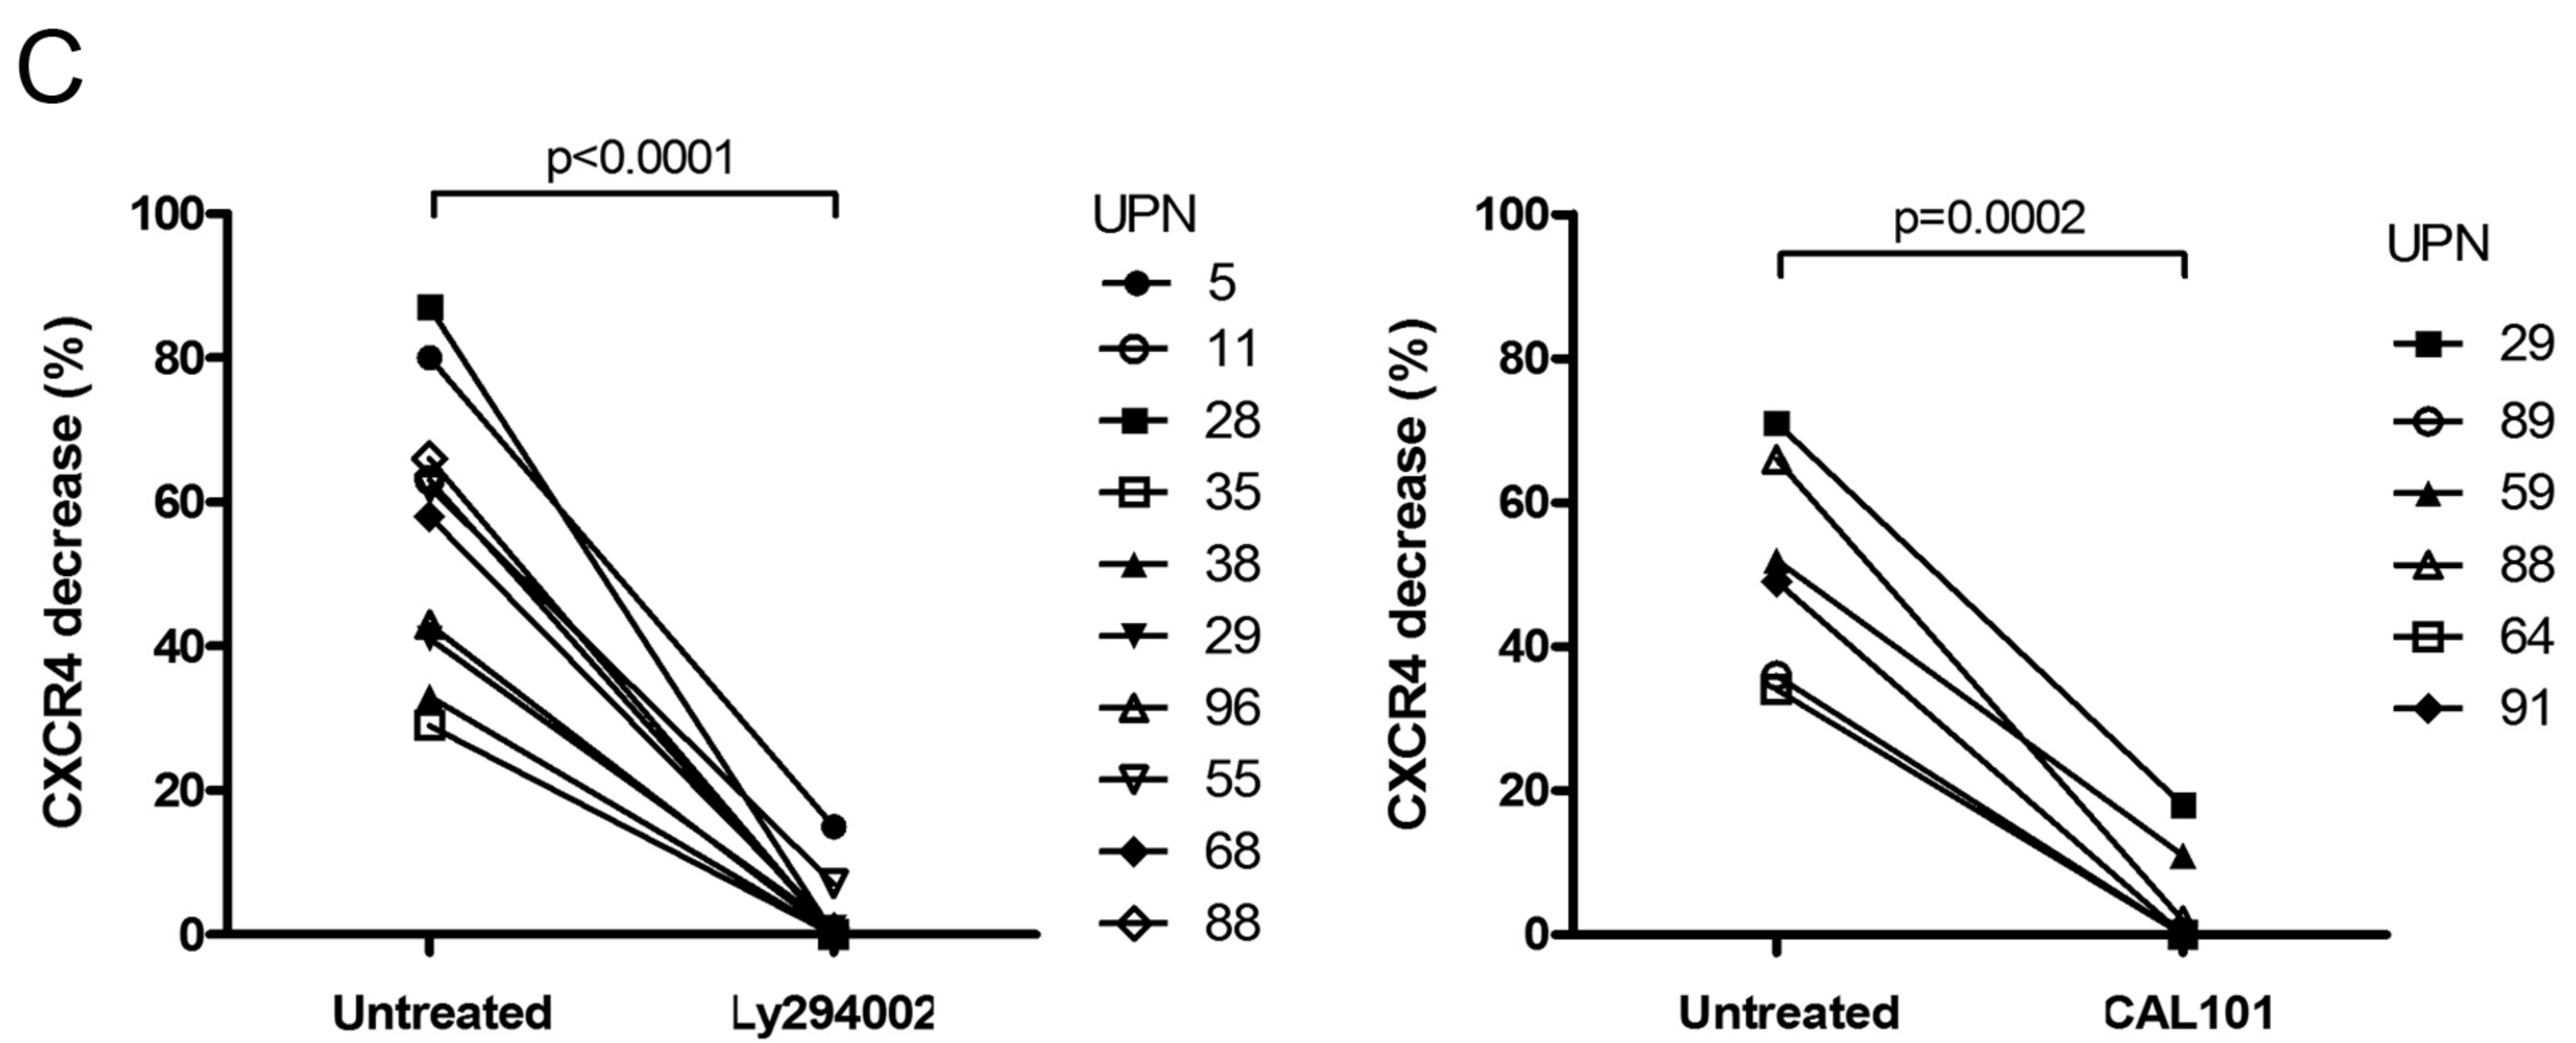 C
p<0.0001
100
80
60
40
20
0
CXCR4 decrease (%)
Untreated
Ly294002
UPN
5
11
28
35
38
29
96
55
68
88
p=0.0002
100
80
60
40
20
0
CXCR4 decrease (%)
Untreated
CAL101
UPN
29
89
59
88
64
91